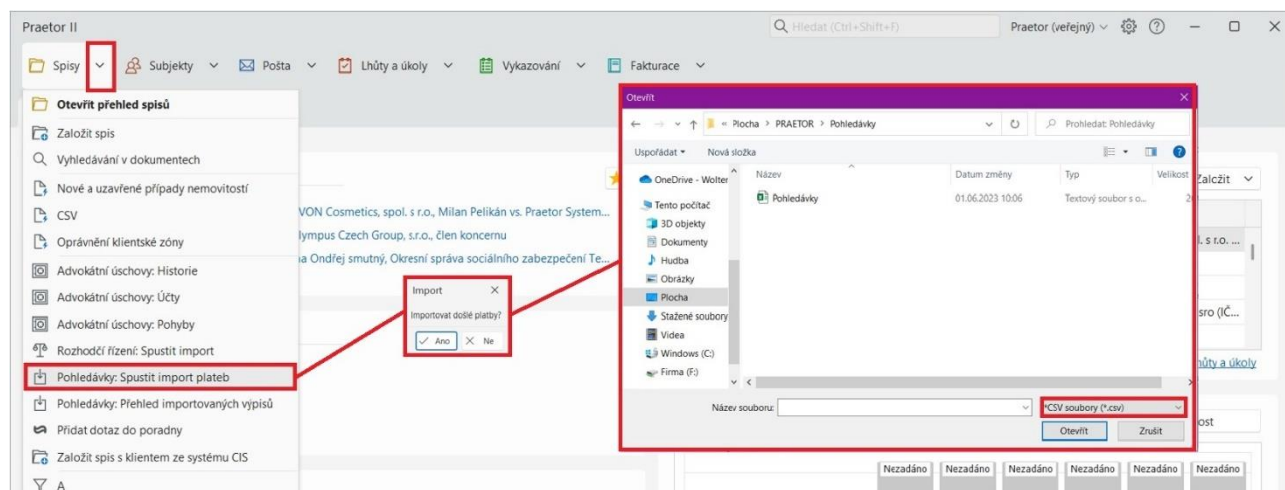 Praetor II
Hledat (Ctrl+Shift+F)
Praetor (veřejný)
Spisy
Subjekty
Pošta
Lhůty a úkoly
Vykazování
Fakturace
Otevřít přehled spisů
Založit spis
Vyhledávání v dokumentech
Nové a uzavřené případy nemovitostí
CSV
Oprávnění klientské zóny
Advokátní úschovy: Historie
Advokátní úschovy: Účty
Advokátní úschovy: Pohyby
Rozhodčí řízení: Spustit import
Pohledávky: Spustit import plateb
Pohledávky: Přehled importovaných výpisů
Přidat dotaz do poradny
Založit spis s klientem ze systému CIS
A
VON Cosmetics, spol. s r.o., Milan Pelikán vs. Praetor System...
lympus Czech Group, s.r.o., člen koncernu
a Ondřej smutný, Okresní správa sociálního zabezpečení Te...
Import
Importovat došlé platby?
Ano
Ne
Otevřít
« Plocha > PRAETOR > Pohledávky
Prohledat: Pohledávky
Uspořádat
Nová složka
Název
Datum změny
Typ
Velikost
OneDrive - Wolter
Tento počítač
3D objekty
Dokumenty
Hudba
Obrázky
Plocha
Stažené soubory
Videa
Windows (C:)
Firma (F:)
Pohledávky
01.06.2023 10:06
Textový soubor s o...
Název souboru:
*CSV soubory (*.csv)
Otevřít
Zrušit
Založit
l. s r.o. ...
sro (IČ...
hůty a úkoly
ost
Nezadáno
Nezadáno
Nezadáno
Nezadáno
Nezadáno
Nezadáno